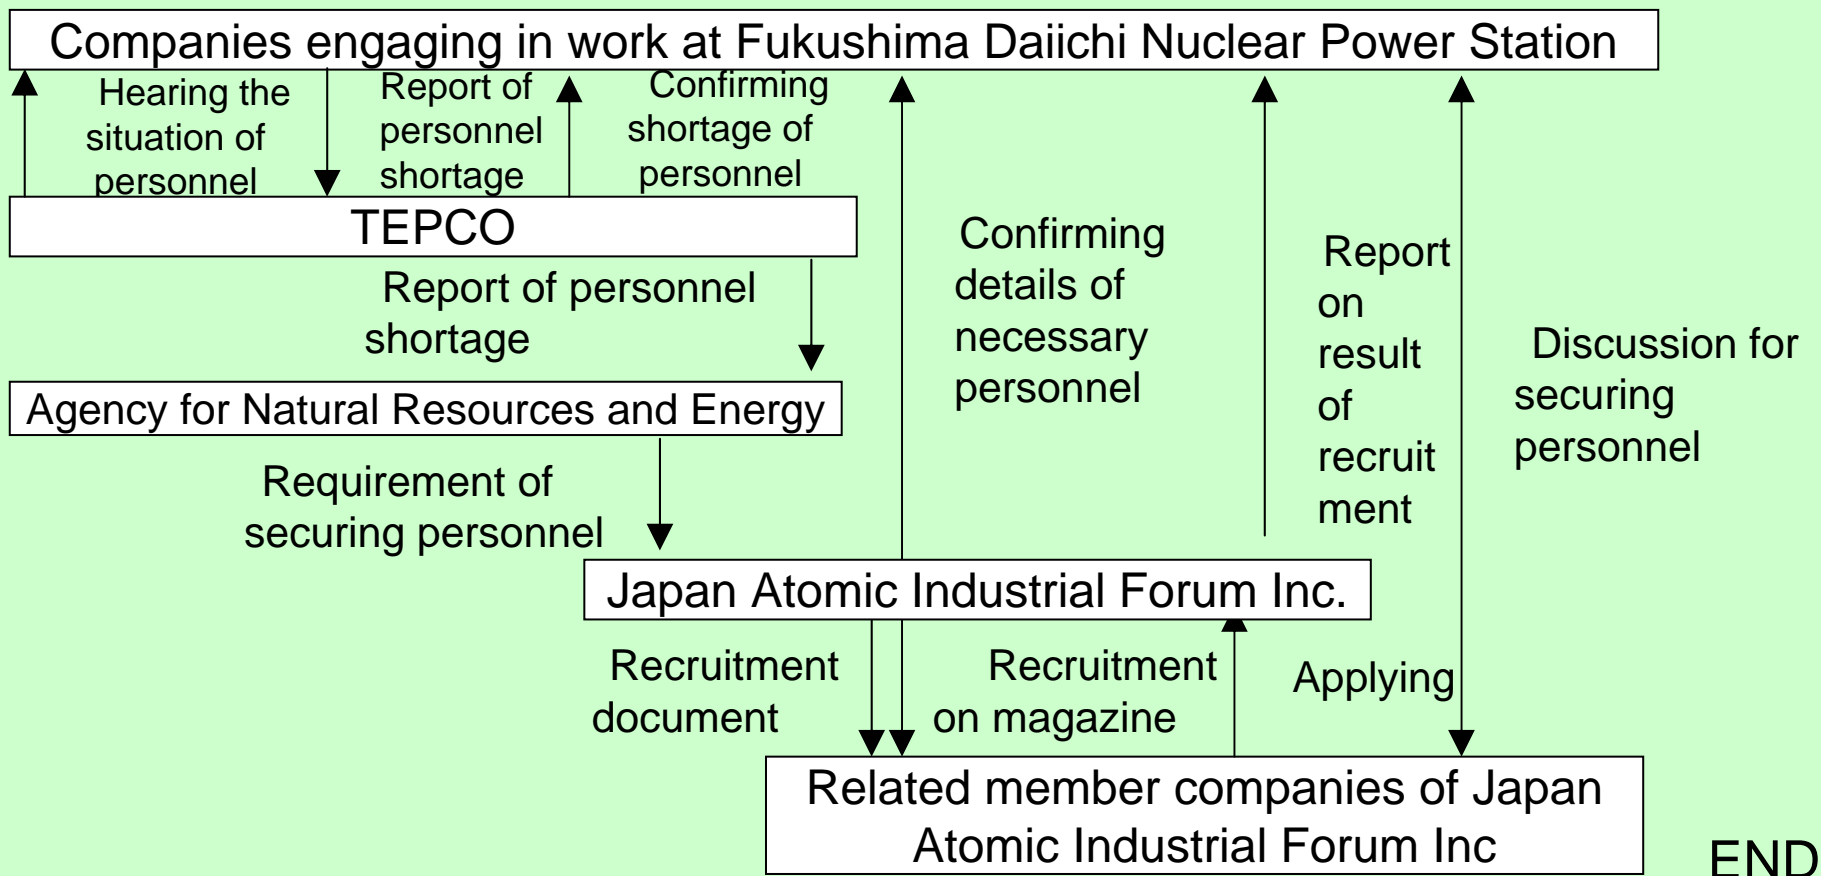 Companies engaging in work at Fukushima Daiichi Nuclear Power Station
Hearing the
situation of
personnel
Report of
personnel
shortage
Confirming
shortage of
personnel
TEPCO
Report of personnel
shortage
Agency for Natural Resources and Energy
Requirement of
securing personnel
Confirming
details of
necessary
personnel
Report
on
result
of
recruit
ment
Discussion for
securing
personnel
Japan Atomic Industrial Forum Inc.
Recruitment
document
Recruitment
on magazine
Applying
Related member companies of Japan
Atomic Industrial Forum Inc
END